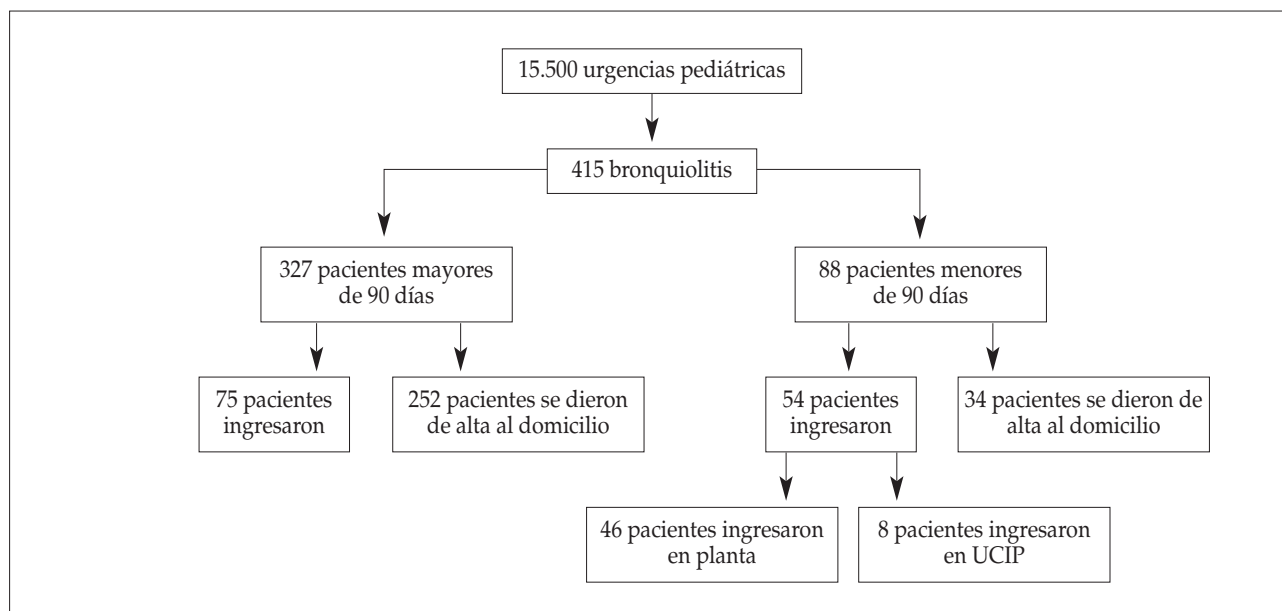 15.500 urgencias pediátricas
415 bronquiolitis
327 pacientes mayores
de 90 días
88 pacientes menores
de 90 días
75 pacientes
ingresaron
252 pacientes se dieron
de alta al domicilio
54 pacientes
ingresaron
34 pacientes se dieron de
alta al domicilio
46 pacientes ingresaron
en planta
8 pacientes ingresaron
en UCIP